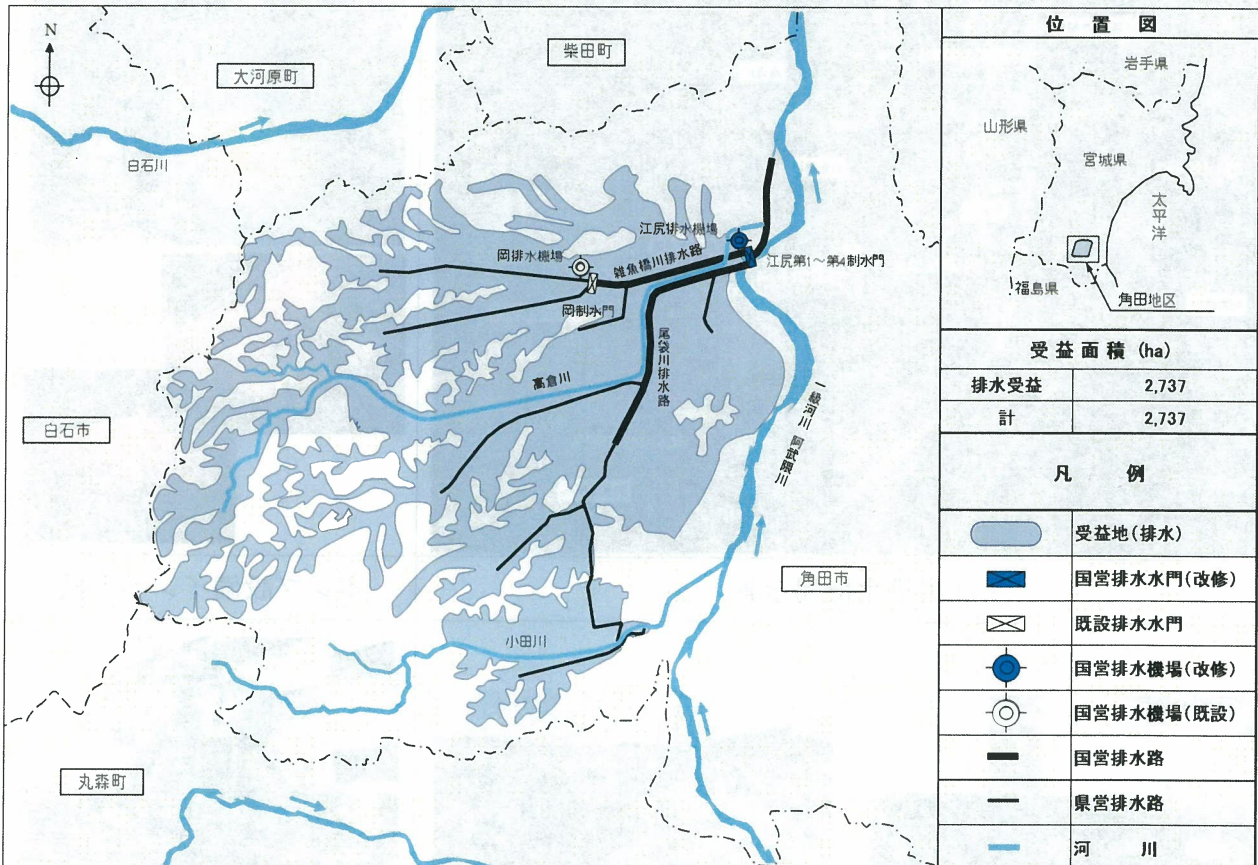 N
柴田町
大河原町
白石川
江尻排水機場
岡排水機場
雑魚橋川排水路
江尻第1～第4制水門
岡制水門
尾袋川排水路
高倉川
白石市
一級河川 阿武隈川
角田市
小田川
丸森町
位置図
岩手県
山形県
宮城県
太平洋
福島県
角田地区
受益面積 (ha)
排水受益 2,737
計 2,737
凡例
受益地(排水)
国営排水水門(改修)
既設排水水門
国営排水機場(改修)
国営排水機場(既設)
国営排水路
県営排水路
河川